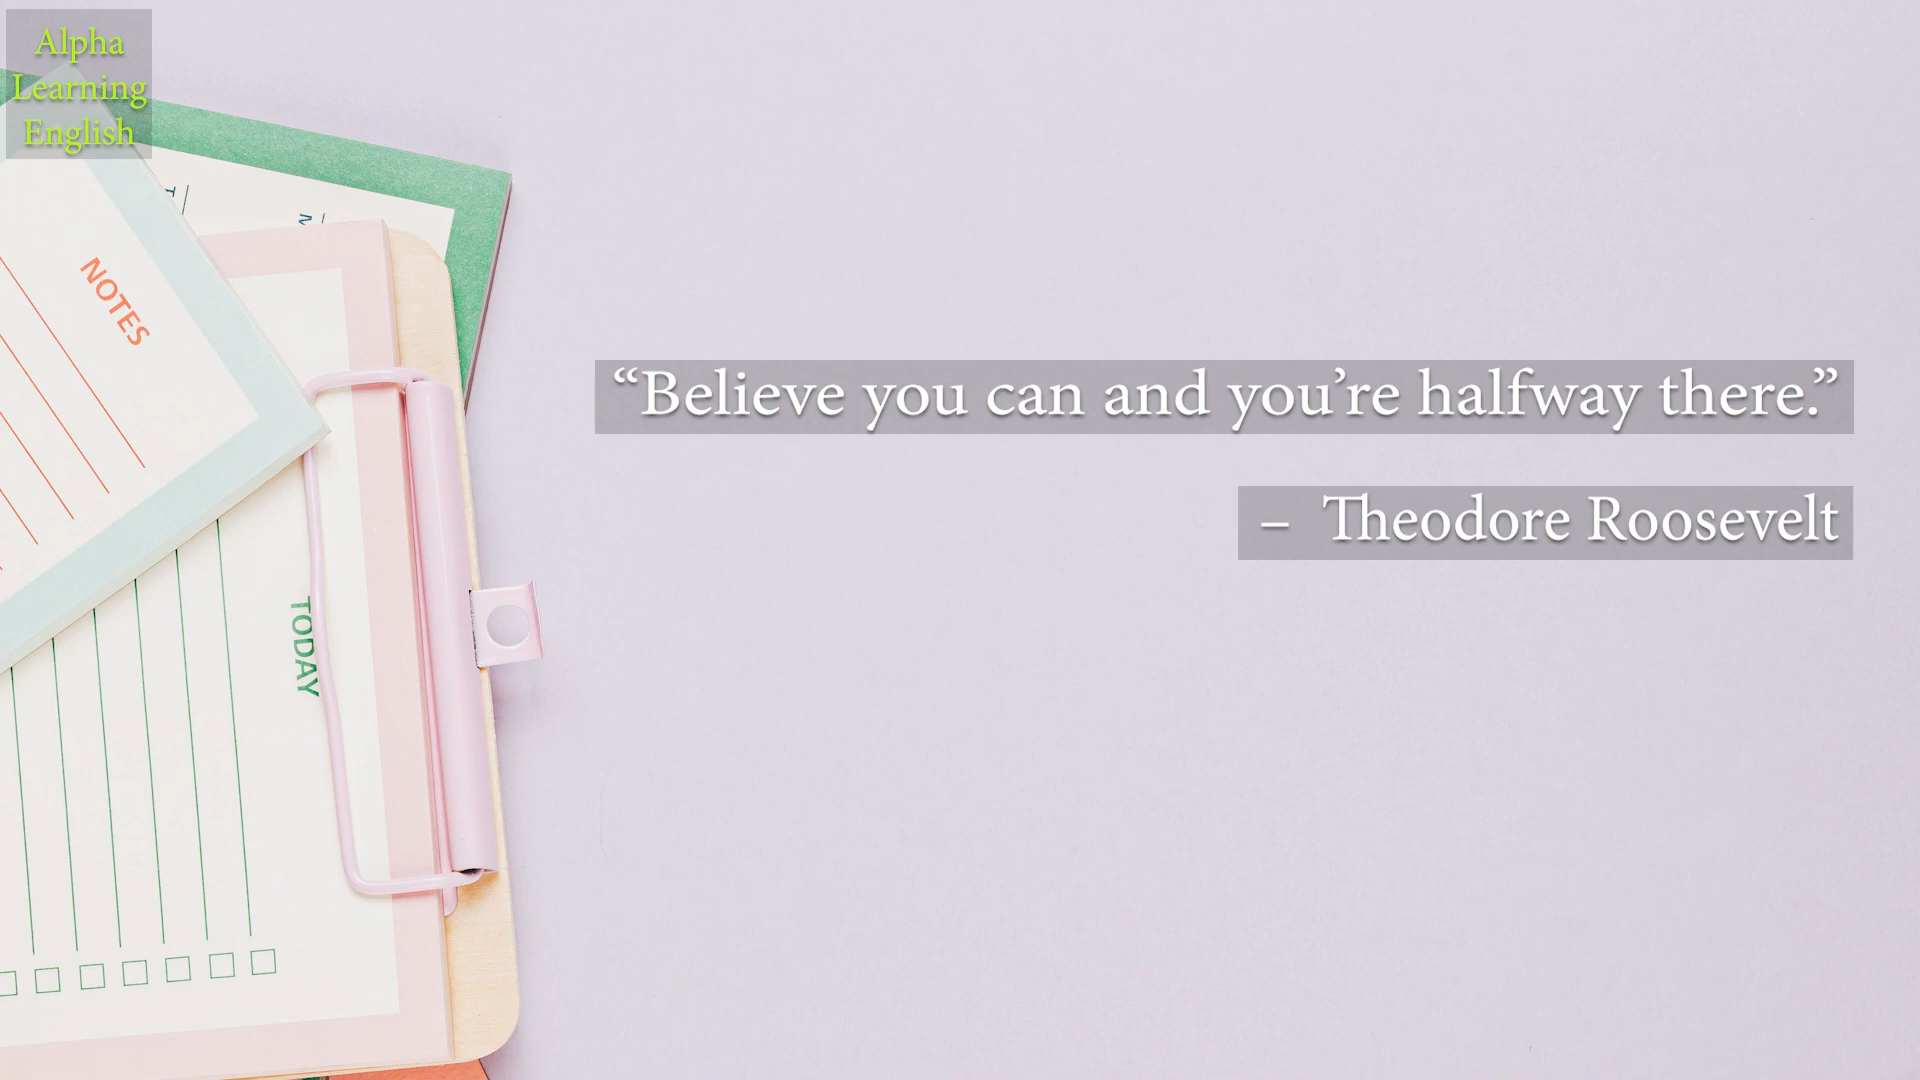 Alpha
Learning
English
NOTES
T
N
TODAY
“Believe you can and you’re halfway there.”
– Theodore Roosevelt